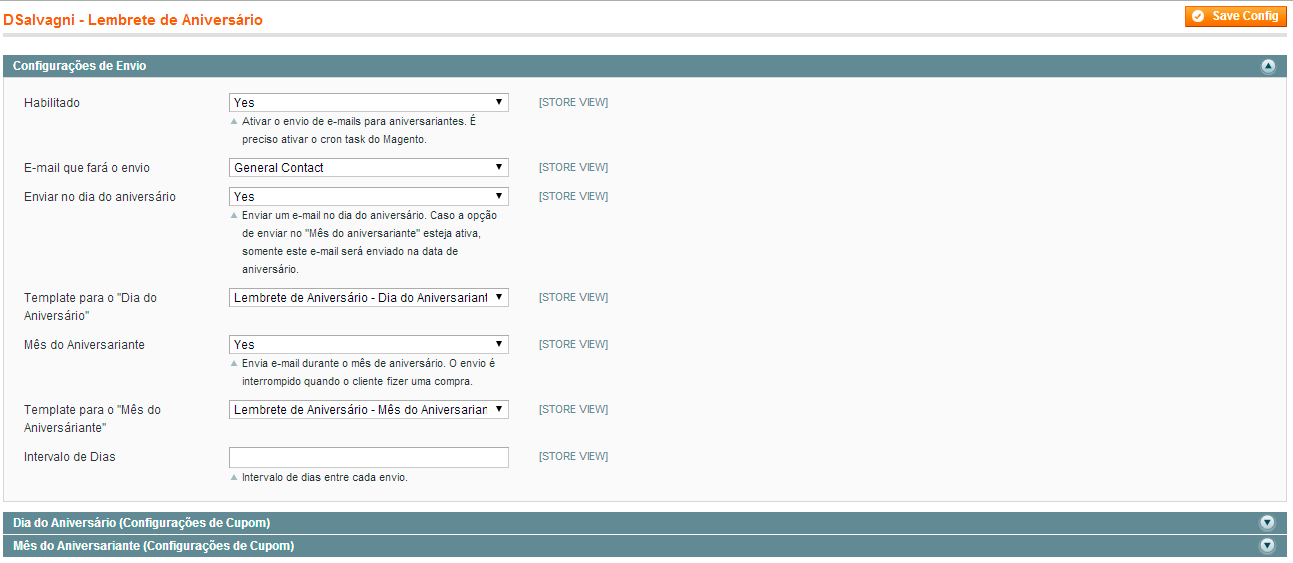 DSalvagni - Lembrete de Aniversário
Save Config
Configurações de Envio
Habilitado
Yes
[STORE VIEW]
Ativar o envio de e-mails para aniversariantes. É
preciso ativar o cron task do Magento.
E-mail que fará o envio
General Contact
[STORE VIEW]
Enviar no dia do aniversário
Yes
[STORE VIEW]
Enviar um e-mail no dia do aniversário. Caso a opção
de enviar no "Mês do aniversariante" esteja ativa,
somente este e-mail será enviado na data de
aniversário.
Template para o "Dia do
Aniversário"
Lembrete de Aniversário - Dia do Aniversariant
[STORE VIEW]
Mês do Aniversariante
Yes
[STORE VIEW]
Envia e-mail durante o mês de aniversário. O envio é
interrompido quando o cliente fizer uma compra.
Template para o "Mês do
Aniversáriante"
Lembrete de Aniversário - Mês do Aniversarian
[STORE VIEW]
Intervalo de Dias
[STORE VIEW]
Intervalo de dias entre cada envio.
Dia do Aniversário (Configurações de Cupom)
Mês do Aniversariante (Configurações de Cupom)